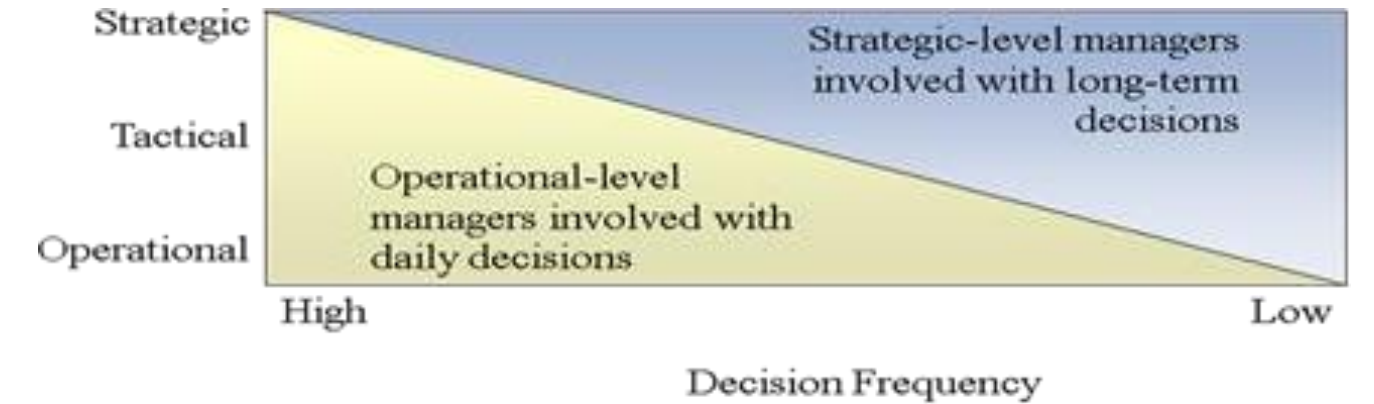 Strategic
Strategic-level managers
involved with long-term
decisions
Tactical
Operational-level
managers involved with
daily decisions
Operational
High
Low
Decision Frequency